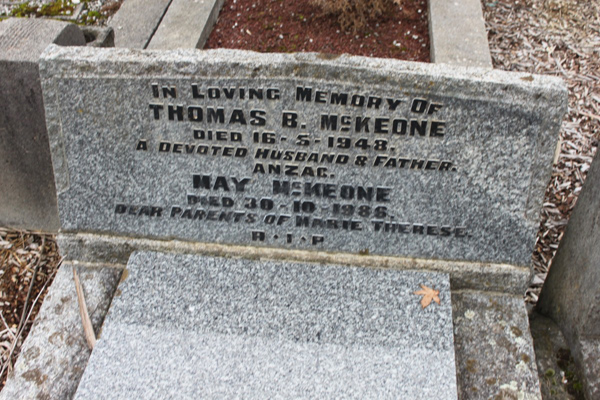 IN LOVING MEMORY OF
THOMAS B. McKEONE
DIED 16-5-1948.
A DEVOTED HUSBAND & FATHER.
ANZAC.
MAY McKEONE
DIED 30-10-1986.
DEAR PARENTS OF MARIE THERESE.
R·I·P